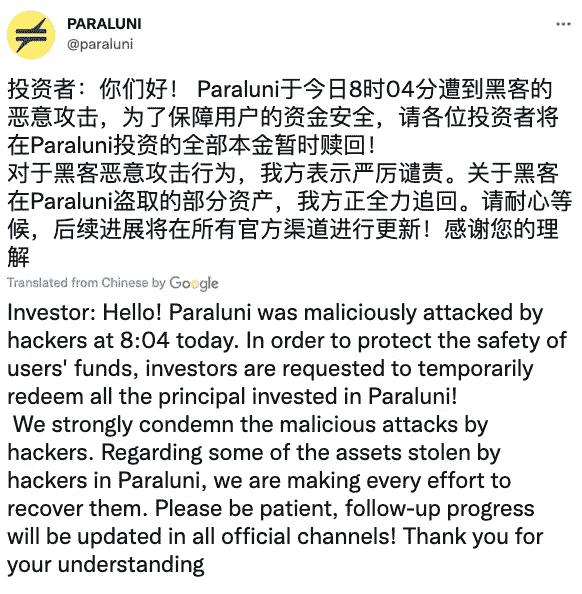 PARALUNI
@paraluni
投资者：你们好！ Paraluni于今日8时04分遭到黑客的
恶意攻击，为了保障用户的资金安全，请各位投资者将
在Paraluni投资的全部本金暂时赎回！
对于黑客恶意攻击行为，我方表示严厉谴责。关于黑客
在Paraluni盗取的部分资产，我方正全力追回。请耐心等
候，后续进展将在所有官方渠道进行更新！感谢您的理
解
Translated from Chinese by Google
Investor: Hello! Paraluni was maliciously attacked by
hackers at 8:04 today. In order to protect the safety of
users' funds, investors are requested to temporarily
redeem all the principal invested in Paraluni!
We strongly condemn the malicious attacks by
hackers. Regarding some of the assets stolen by
hackers in Paraluni, we are making every effort to
recover them. Please be patient, follow-up progress
will be updated in all official channels! Thank you for
your understanding